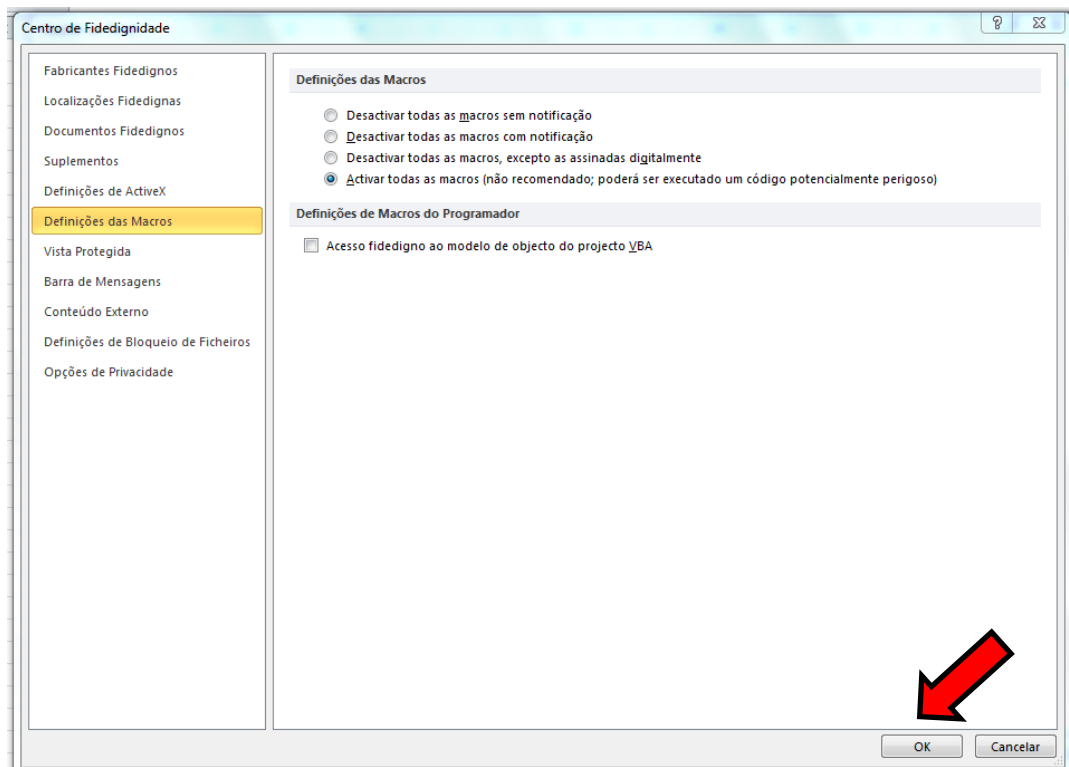 Centro de Fidedignidade
Fabricantes Fidedignos
Localizações Fidedignas
Documentos Fidedignos
Suplementos
Definições de ActiveX
Definições das Macros
Vista Protegida
Barra de Mensagens
Conteúdo Externo
Definições de Bloqueio de Ficheiros
Opções de Privacidade
Definições das Macros
Desactivar todas as macros sem notificação
Desactivar todas as macros com notificação
Desactivar todas as macros, excepto as assinadas digitalmente
Activar todas as macros (não recomendado; poderá ser executado um código potencialmente perigoso)
Definições de Macros do Programador
Acesso fidedigno ao modelo de objecto do projecto VBA
OK
Cancelar